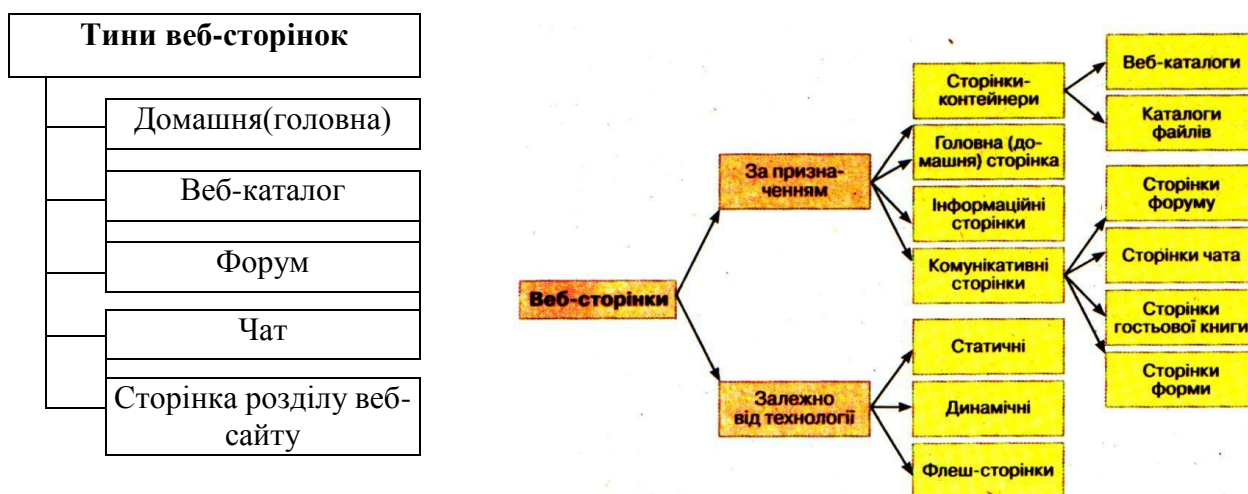 Тини веб-сторінок
Домашня(головна)
Веб-каталог
Форум
Чат
Сторінка розділу веб-
сайту
Веб-сторінки
За призна-
ченням
Залежно
від технології
Сторінки-
контейнери
Головна (до-
машня) сторінка
Інформаційні
сторінки
Комунікативні
сторінки
Статичні
Динамічні
Флеш-сторінки
Веб-каталоги
Каталоги
файлів
Сторінки
форуму
Сторінки чата
Сторінки
гостьової книги
Сторінки
форми